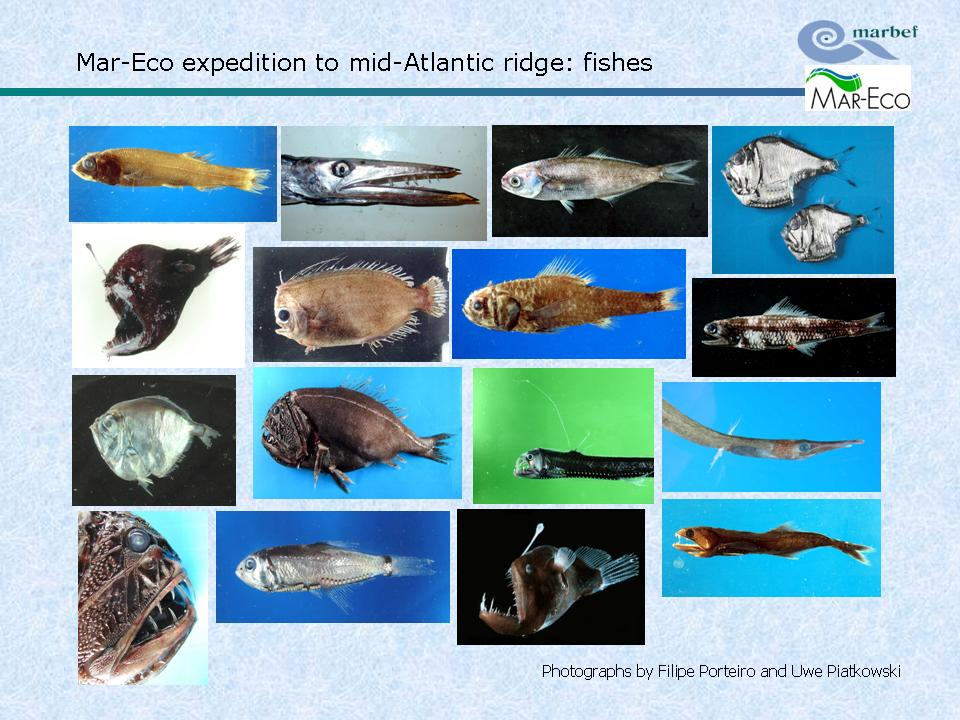 marbef
Mar-Eco expedition to mid-Atlantic ridge: fishes
MAR-ECO
Photographs by Filipe Porteiro and Uwe Piatkowski